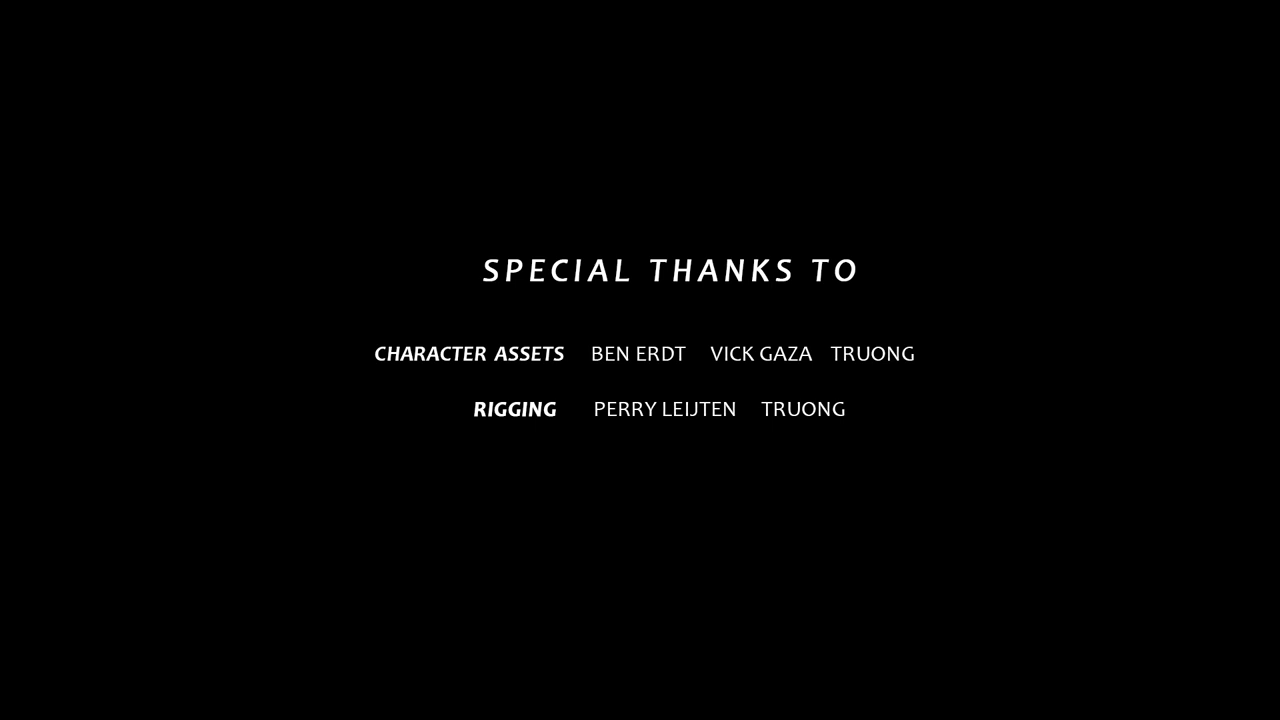 SPECIAL THANKS TO
CHARACTER ASSETS BEN ERDT VICK GAZA TRUONG
RIGGING PERRY LEIJTEN TRUONG